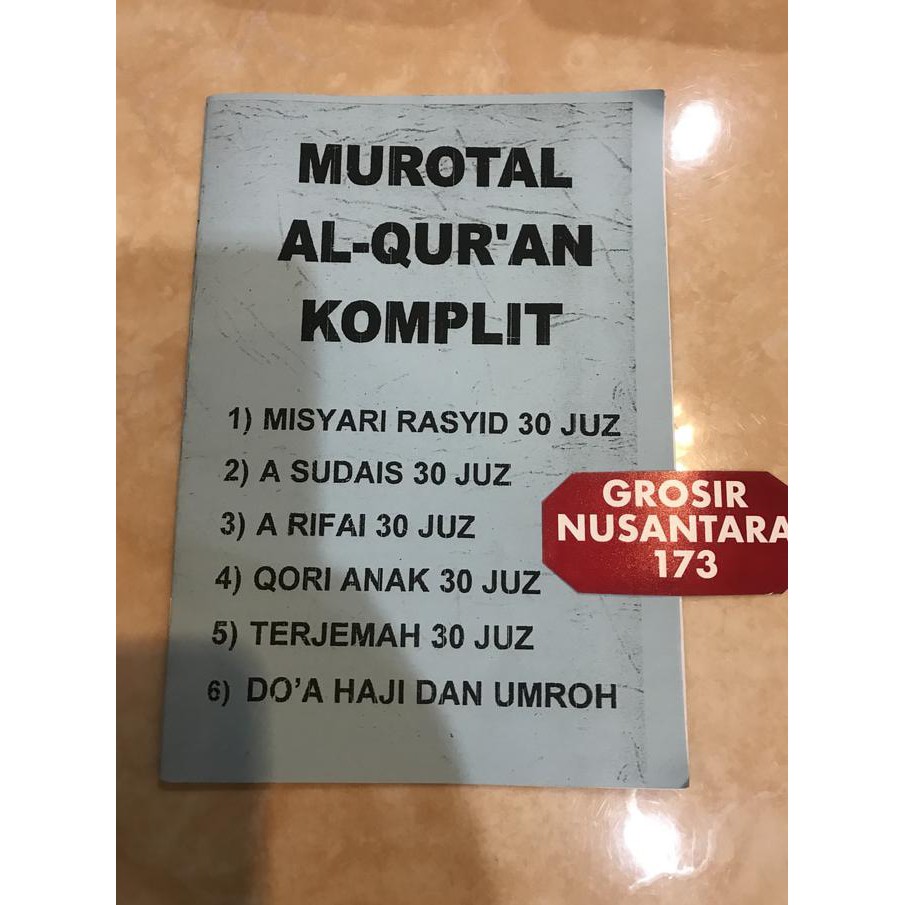 MUROTAL
AL-QUR'AN
KOMPLIT
1) MISYARI RASYID 30 JUZ
2) A SUDAIS 30 JUZ
3) A RIFAI 30 JUZ
4) QORI ANAK 30 JUZ
5) TERJEMAH 30 JUZ
6) DO’A HAJI DAN UMROH
GROSIR
NUSANTARA
173